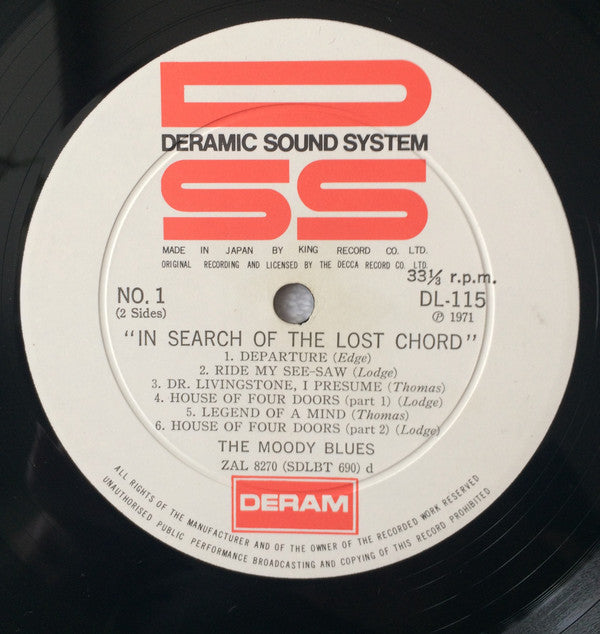 D
DERAMIC SOUND SYSTEM
SS
MADE IN JAPAN BY KING RECORD CO. LTD.
ORIGINAL RECORDING AND LICENSED BY THE DECCA RECORD CO. LTD.
33⅓ r.p.m.
NO. 1 DL-115
(2 Sides) Ⓟ 1971
"IN SEARCH OF THE LOST CHORD"
1. DEPARTURE (Edge)
2. RIDE MY SEE-SAW (Lodge)
3. DR. LIVINGSTONE, I PRESUME (Thomas)
4. HOUSE OF FOUR DOORS (part 1) (Lodge)
5. LEGEND OF A MIND (Thomas)
6. HOUSE OF FOUR DOORS (part 2) (Lodge)
THE MOODY BLUES
ZAL 8270 (SDLBT 690) d
DERAM
ALL RIGHTS OF THE MANUFACTURER AND OF THE OWNER OF THE RECORDED WORK RESERVED
UNAUTHORISED PUBLIC PERFORMANCE BROADCASTING AND COPYING OF THIS RECORD PROHIBITED